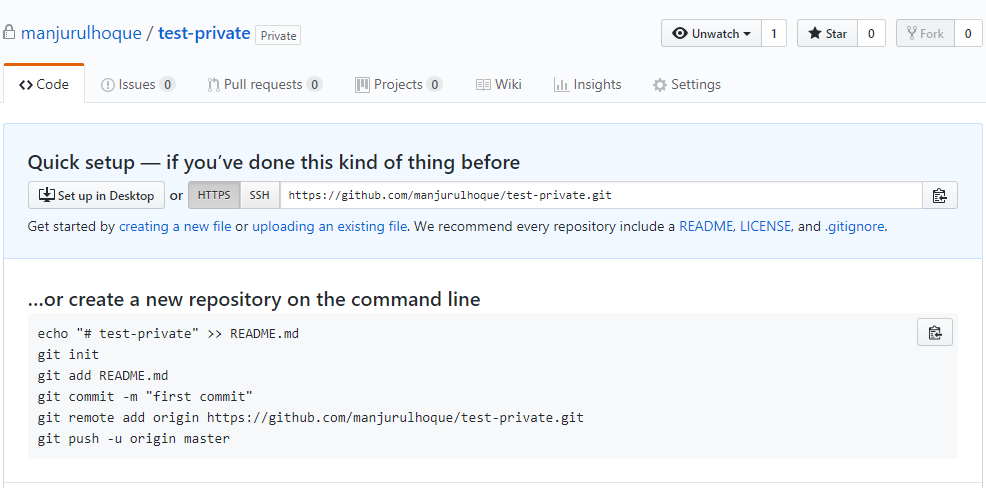 manjurulhoque / test-private Private Unwatch 1 Star 0 Fork 0
Code Issues 0 Pull requests 0 Projects 0 Wiki Insights Settings
Quick setup — if you’ve done this kind of thing before
Set up in Desktop or HTTPS SSH https://github.com/manjurulhoque/test-private.git
Get started by creating a new file or uploading an existing file. We recommend every repository include a README, LICENSE, and .gitignore.
…or create a new repository on the command line
echo "# test-private" >> README.md
git init
git add README.md
git commit -m "first commit"
git remote add origin https://github.com/manjurulhoque/test-private.git
git push -u origin master